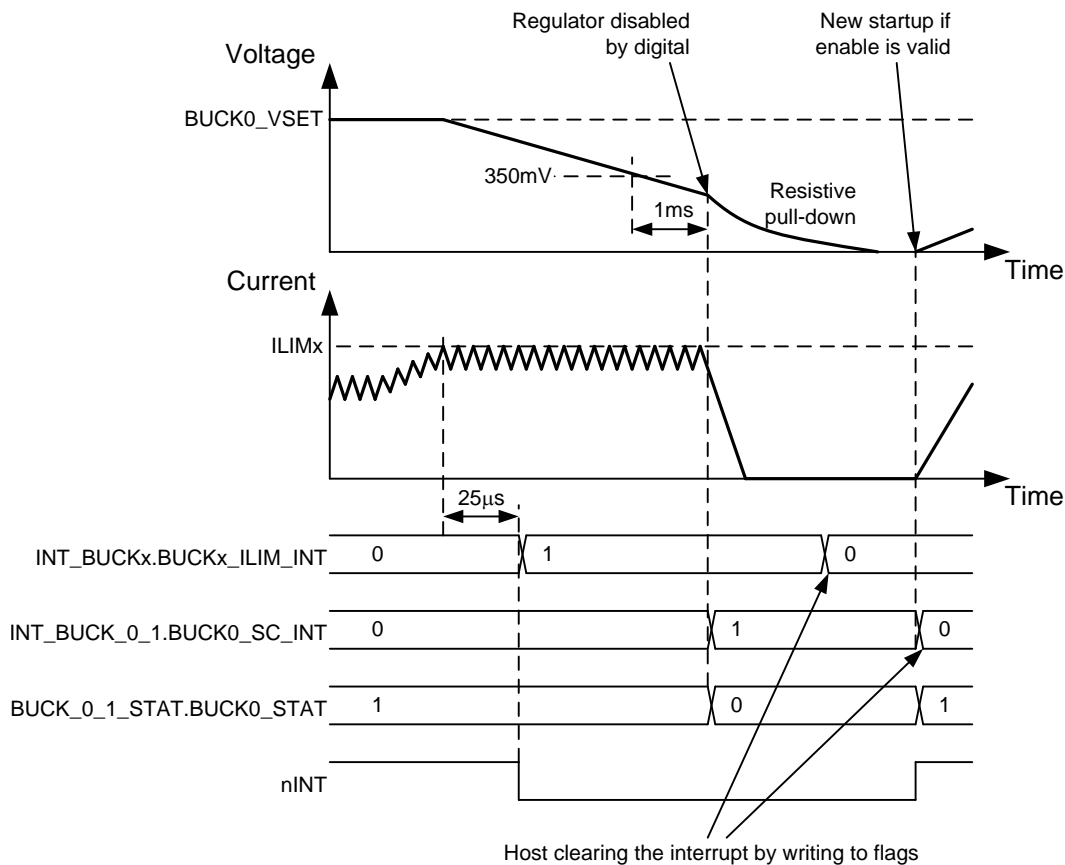 Regulator disabled
by digital
New startup if
enable is valid
Voltage
BUCK0_VSET
350mV
1ms
Resistive
pull-down
Time
Current
ILIMx
Time
25μs
INT_BUCKx.BUCKx_ILIM_INT 0 1 0
INT_BUCK_0_1.BUCK0_SC_INT 0 1 0
BUCK_0_1_STAT.BUCK0_STAT 1 0 1
nINT
Host clearing the interrupt by writing to flags